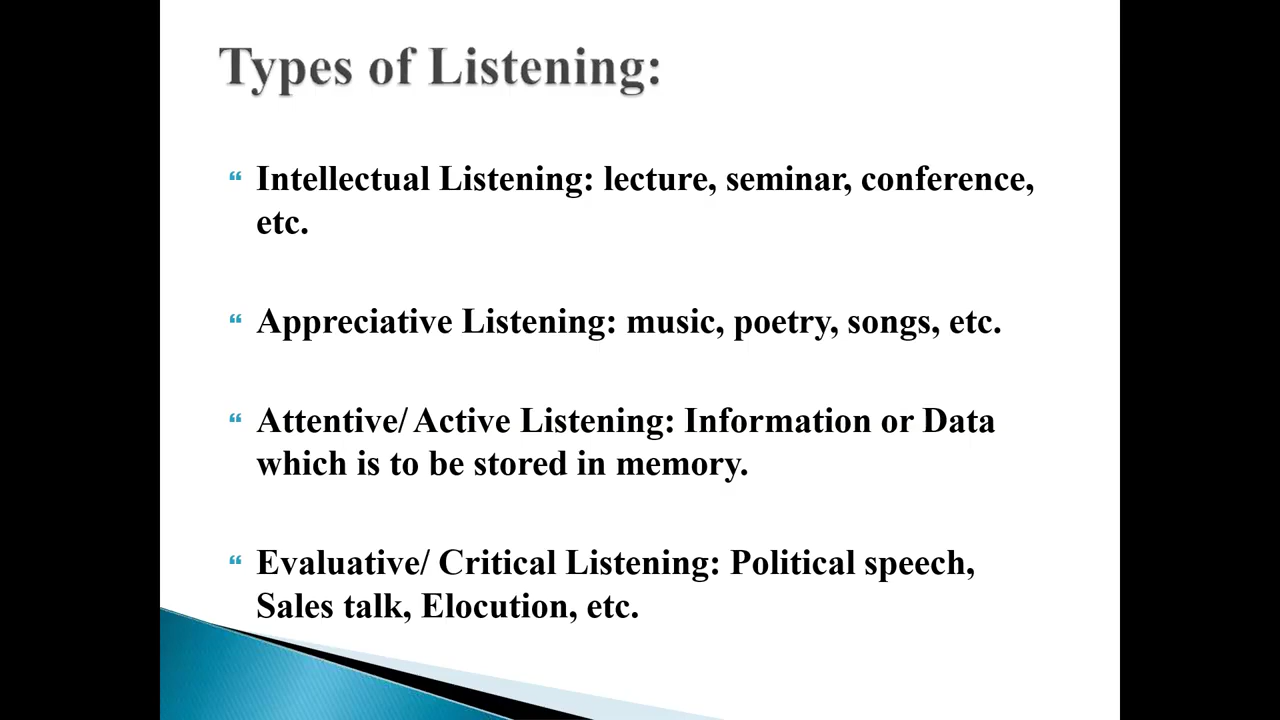 Types of Listening:
“ Intellectual Listening: lecture, seminar, conference,
etc.
“ Appreciative Listening: music, poetry, songs, etc.
“ Attentive/ Active Listening: Information or Data
which is to be stored in memory.
“ Evaluative/ Critical Listening: Political speech,
Sales talk, Elocution, etc.